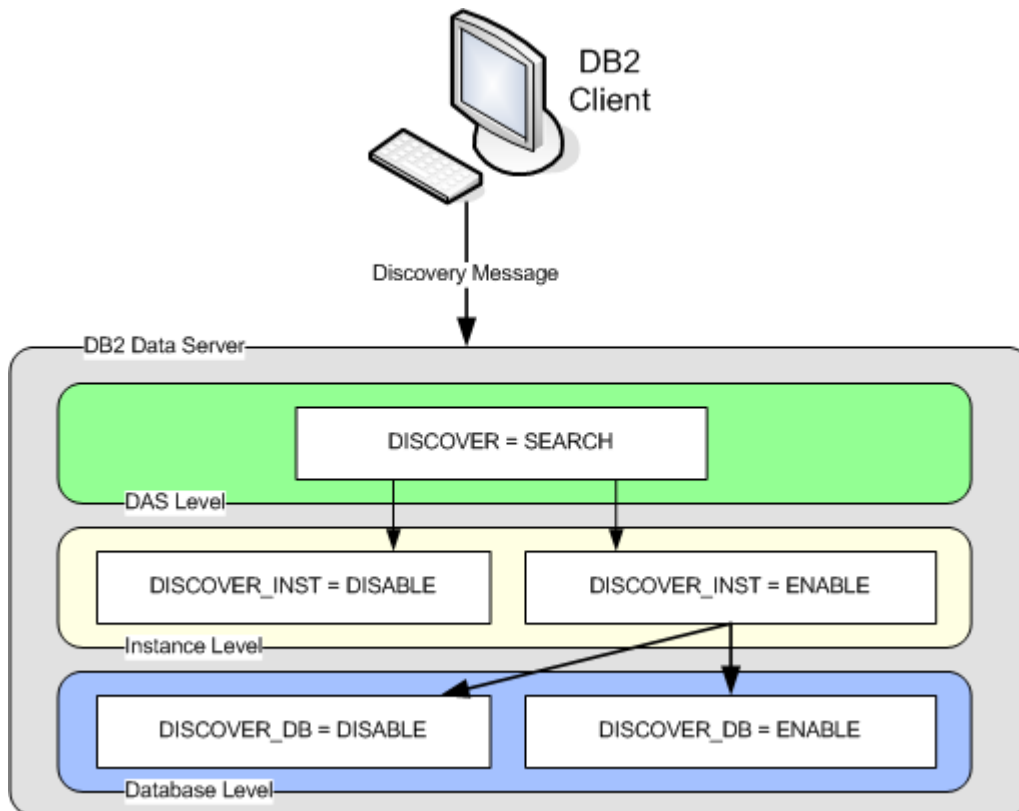 DB2
Client
Discovery Message
DB2 Data Server
DISCOVER = SEARCH
DAS Level
DISCOVER_INST = DISABLE
DISCOVER_INST = ENABLE
Instance Level
DISCOVER_DB = DISABLE
DISCOVER_DB = ENABLE
Database Level